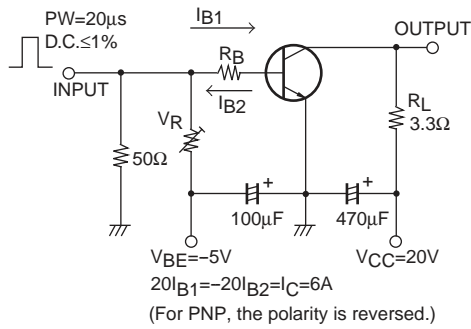 PW=20μs
D.C.≤1%
INPUT
IB1
RB
IB2
VR
50Ω
OUTPUT
RL
3.3Ω
100μF
+
470μF
+
VBE=−5V
VCC=20V
20IB1=−20IB2=IC=6A
(For PNP, the polarity is reversed.)